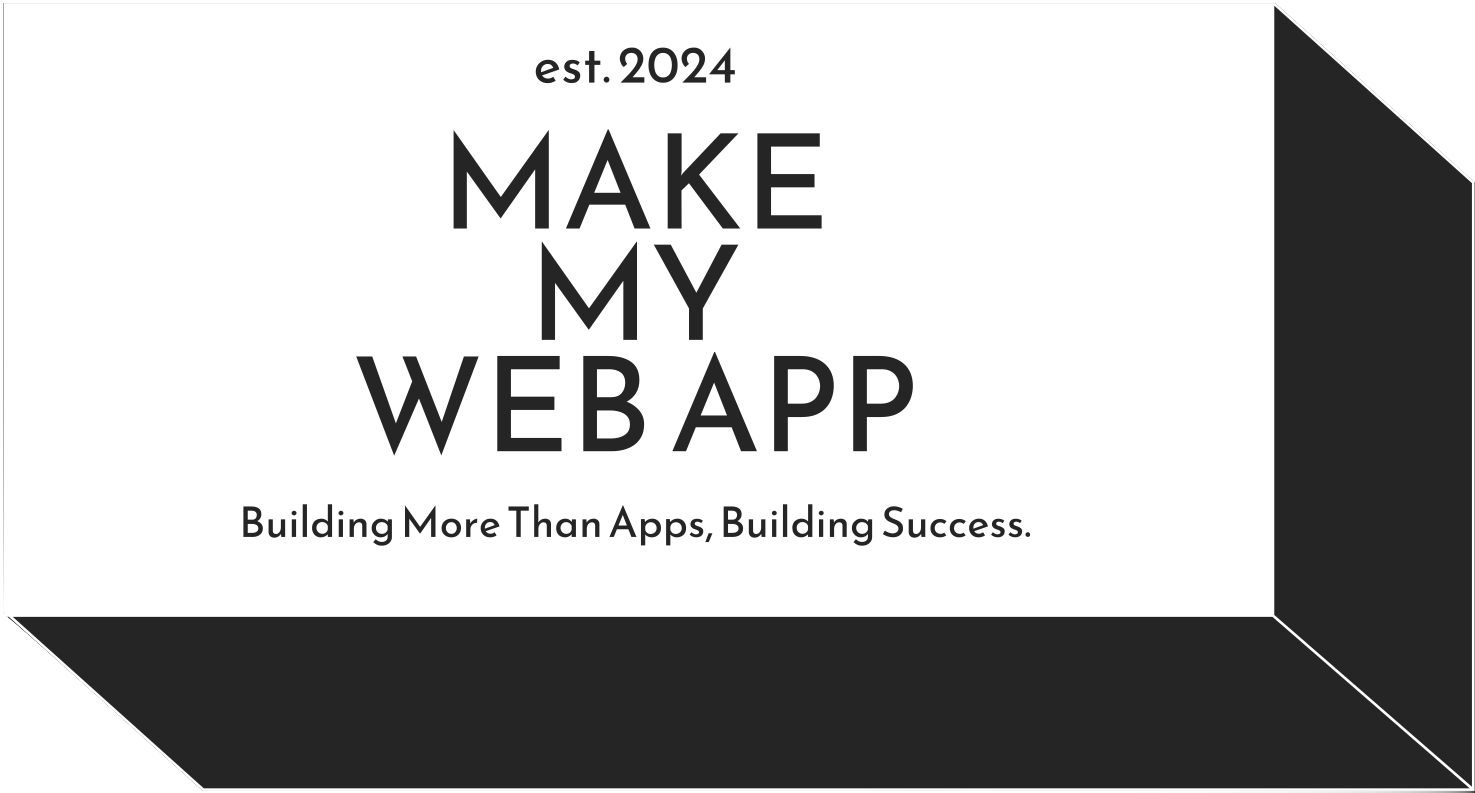 est. 2024
MAKE
MY
WEB APP
Building More Than Apps, Building Success.